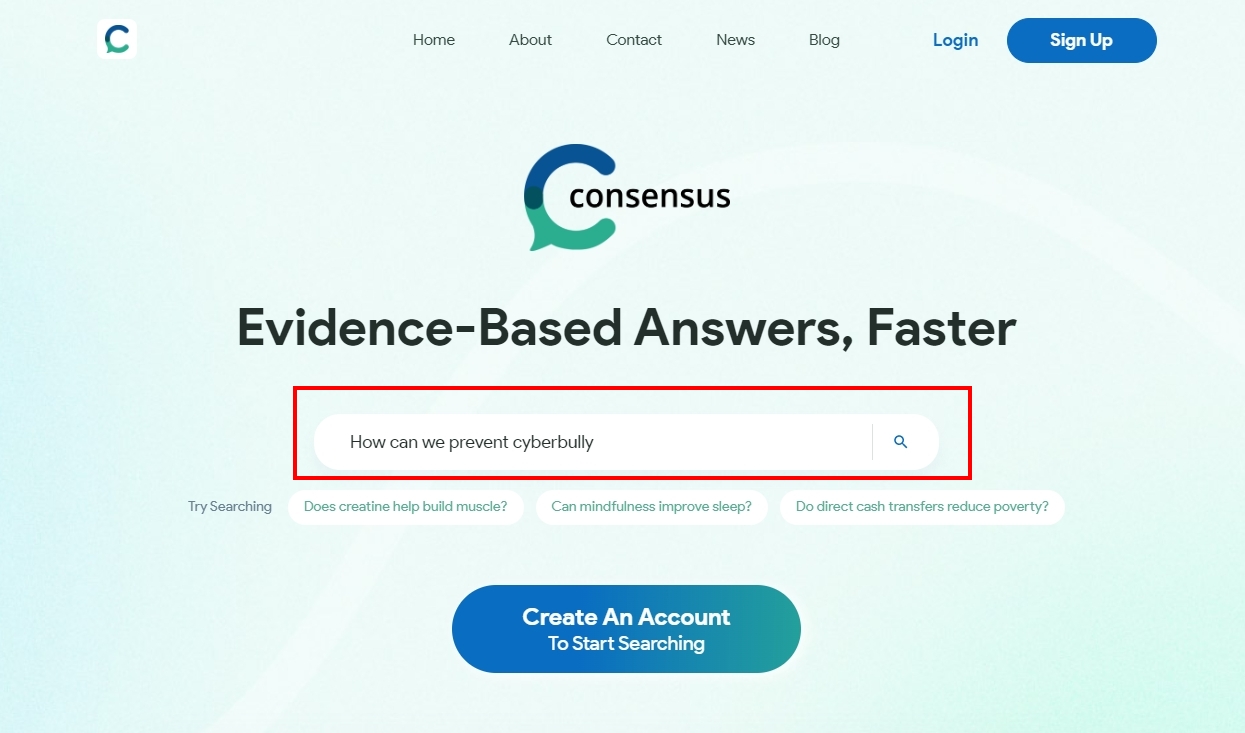 Home About Contact News Blog Login Sign Up
consensus
Evidence-Based Answers, Faster
How can we prevent cyberbully
Try Searching Does creatine help build muscle? Can mindfulness improve sleep? Do direct cash transfers reduce poverty?
Create An Account
To Start Searching